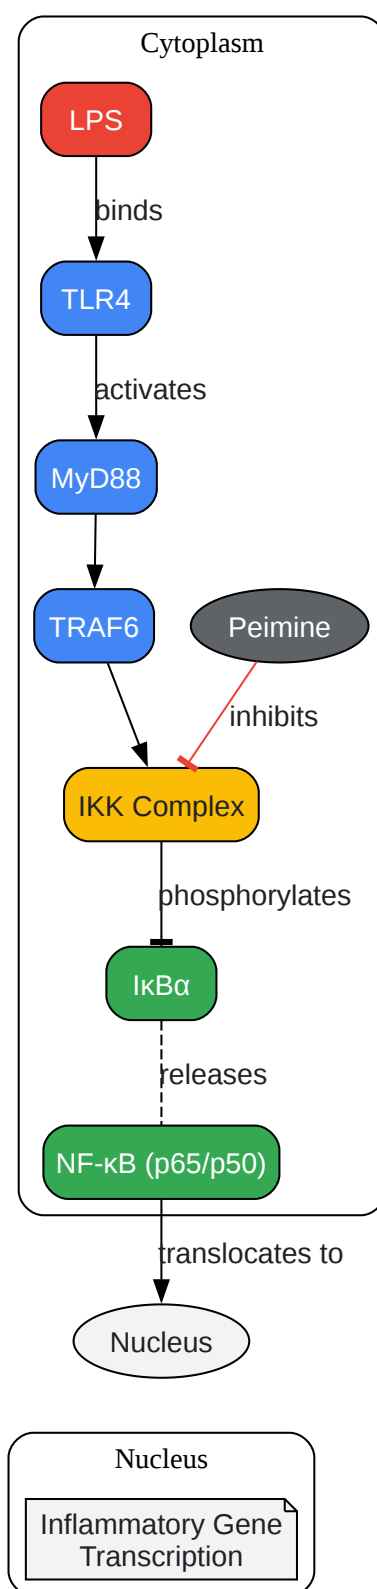 Cytoplasm
LPS
binds
TLR4
activates
MyD88
TRAF6
Peimine
inhibits
IKK Complex
phosphorylates
IκBα
releases
NF-κB (p65/p50)
translocates to
Nucleus
Nucleus
Inflammatory Gene
Transcription